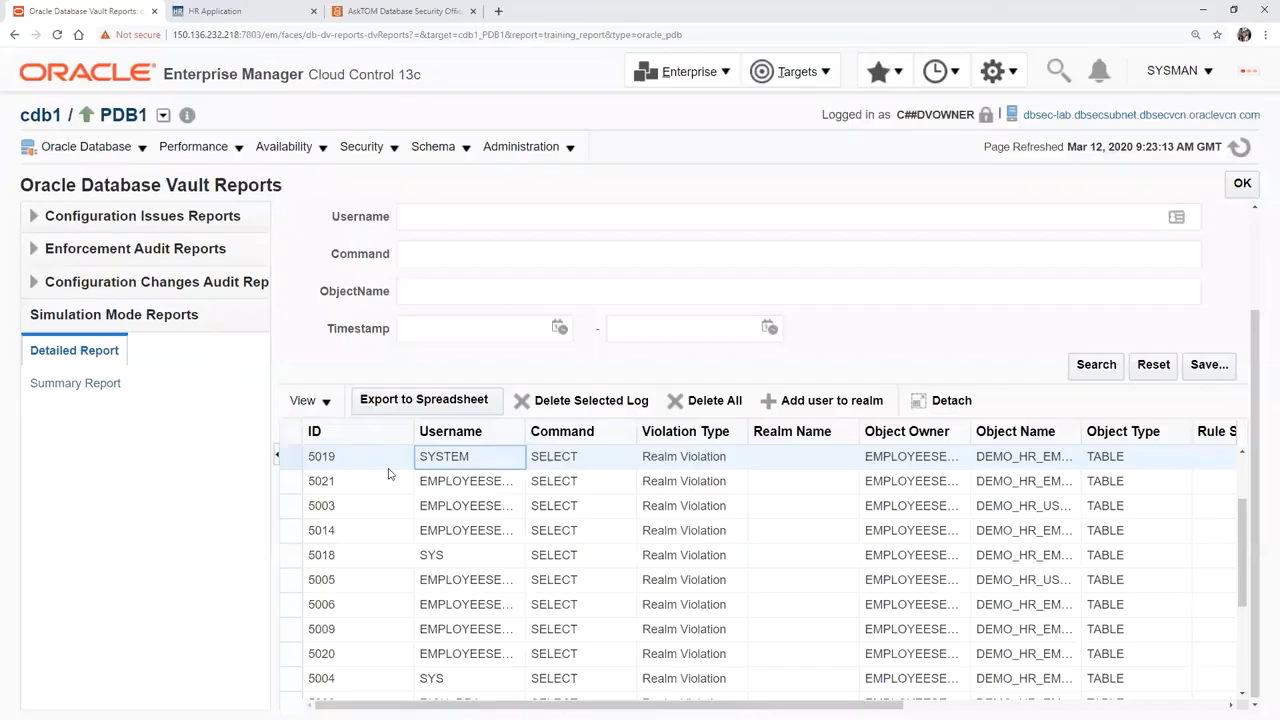 Oracle Database Vault Reports: c
HR Application
AskTOM Database Security Offic
Not secure 150.136.232.218:7803/em/faces/db-dv-reports-dvReports?=&target=cdb1_PDB1&report=training_report&type=oracle_pdb
ORACLE Enterprise Manager Cloud Control 13c
Enterprise Targets SYSMAN
cdb1 / PDB1
Logged in as C##DVOWNER dbsec-lab.dbsecsubnet.dbsecvcn.oraclevcn.com
Oracle Database Performance Availability Security Schema Administration
Page Refreshed Mar 12, 2020 9:23:13 AM GMT
Oracle Database Vault Reports
OK
Configuration Issues Reports
Enforcement Audit Reports
Configuration Changes Audit Rep
Simulation Mode Reports
Detailed Report
Summary Report
Username
Command
ObjectName
Timestamp -
Search Reset Save...
View Export to Spreadsheet Delete Selected Log Delete All Add user to realm Detach
ID Username Command Violation Type Realm Name Object Owner Object Name Object Type Rule S
5019 SYSTEM SELECT Realm Violation EMPLOYEESE... DEMO_HR_EM... TABLE
5021 EMPLOYEESE... SELECT Realm Violation EMPLOYEESE... DEMO_HR_EM... TABLE
5003 EMPLOYEESE... SELECT Realm Violation EMPLOYEESE... DEMO_HR_US... TABLE
5014 EMPLOYEESE... SELECT Realm Violation EMPLOYEESE... DEMO_HR_EM... TABLE
5018 SYS SELECT Realm Violation EMPLOYEESE... DEMO_HR_EM... TABLE
5005 EMPLOYEESE... SELECT Realm Violation EMPLOYEESE... DEMO_HR_US... TABLE
5006 EMPLOYEESE... SELECT Realm Violation EMPLOYEESE... DEMO_HR_EM... TABLE
5009 EMPLOYEESE... SELECT Realm Violation EMPLOYEESE... DEMO_HR_EM... TABLE
5020 EMPLOYEESE... SELECT Realm Violation EMPLOYEESE... DEMO_HR_EM... TABLE
5004 SYS SELECT Realm Violation EMPLOYEESE... DEMO_HR_EM... TABLE